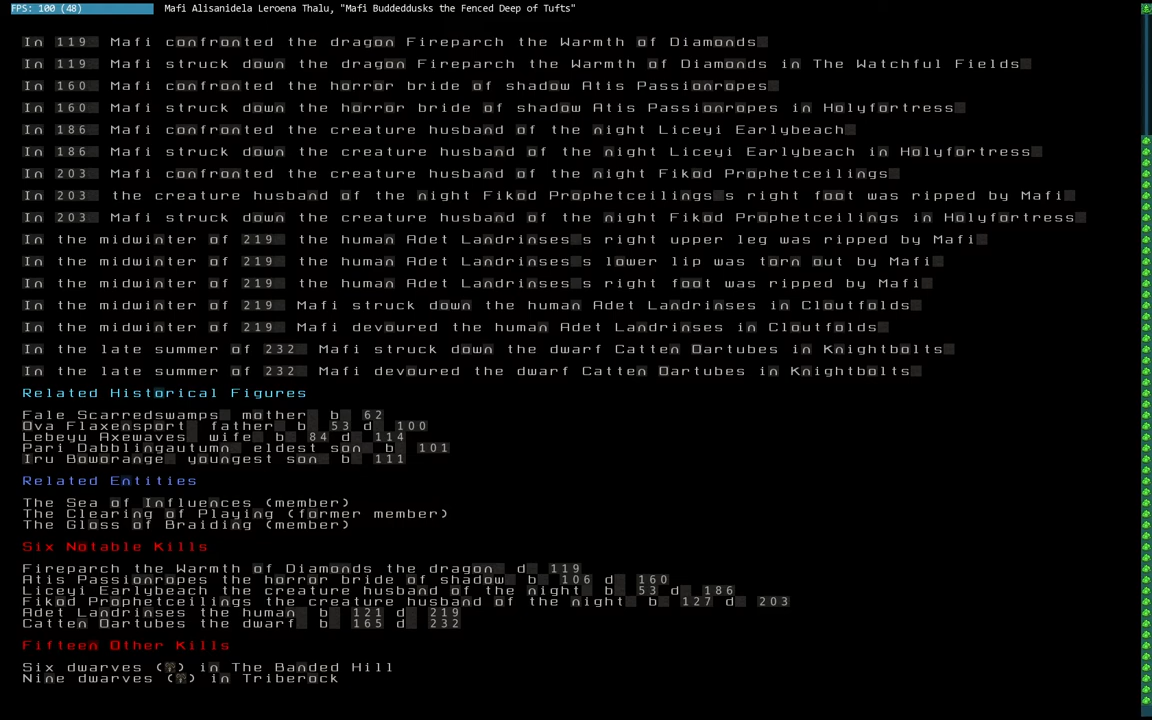 FPS: 100 (48)
Mafi Alisanidela Leroena Thalu, "Mafi Buddeddusks the Fenced Deep of Tufts"
In 119 Mafi confronted the dragon Fireparch the Warmth of Diamonds
In 119 Mafi struck down the dragon Fireparch the Warmth of Diamonds in The Watchful Fields
In 160 Mafi confronted the horror bride of shadow Atis Passionropes
In 160 Mafi struck down the horror bride of shadow Atis Passionropes in Holyfortress
In 186 Mafi confronted the creature husband of the night Liceyi Earlybeach
In 186 Mafi struck down the creature husband of the night Liceyi Earlybeach in Holyfortress
In 203 Mafi confronted the creature husband of the night Fikod Prophetceilings
In 203 the creature husband of the night Fikod Prophetceilings s right foot was ripped by Mafi
In 203 Mafi struck down the creature husband of the night Fikod Prophetceilings in Holyfortress
In the midwinter of 219 the human Adet Landrinses s right upper leg was ripped by Mafi
In the midwinter of 219 the human Adet Landrinses s lower lip was torn out by Mafi
In the midwinter of 219 the human Adet Landrinses s right foot was ripped by Mafi
In the midwinter of 219 Mafi struck down the human Adet Landrinses in Cloutfolds
In the midwinter of 219 Mafi devoured the human Adet Landrinses in Cloutfolds
In the late summer of 232 Mafi struck down the dwarf Catten Oartubes in Knightbolts
In the late summer of 232 Mafi devoured the dwarf Catten Oartubes in Knightbolts
Related Historical Figures
Fale Scarredswamps mother b 62
Ova Flaxensport father b 53 d 100
Lebeyu Axewaves wife b 84 d 114
Pari Dabblingautumn eldest son b 101
Iru Boworange youngest son b 111
Related Entities
The Sea of Influences (member)
The Clearing of Playing (former member)
The Gloss of Braiding (member)
Six Notable Kills
Fireparch the Warmth of Diamonds the dragon d 119
Atis Passionropes the horror bride of shadow b 106 d 160
Liceyi Earlybeach the creature husband of the night b 53 d 186
Fikod Prophetceilings the creature husband of the night b 127 d 203
Adet Landrinses the human b 121 d 219
Catten Oartubes the dwarf b 165 d 232
Fifteen Other Kills
Six dwarves ( ) in The Banded Hill
Nine dwarves ( ) in Triberock